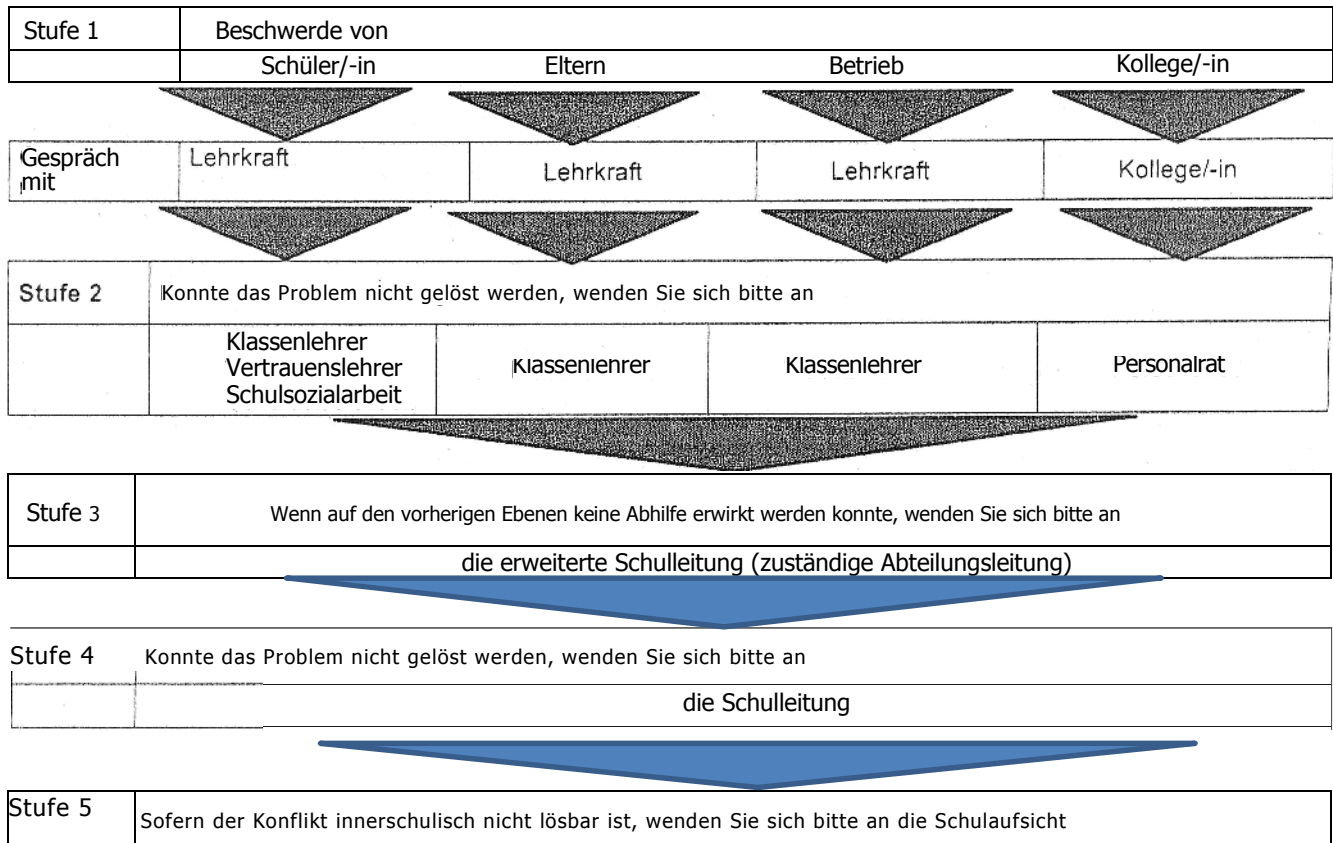 Stufe 1 Beschwerde von
Schüler/-in Eltern Betrieb Kollege/-in
Gespräch mit Lehrkraft Lehrkraft Lehrkraft Kollege/-in
Stufe 2 Konnte das Problem nicht gelöst werden, wenden Sie sich bitte an
Klassenlehrer
Vertrauenslehrer Klassenlehrer Klassenlehrer Personalrat
Schulsozialarbeit
Stufe 3 Wenn auf den vorherigen Ebenen keine Abhilfe erwirkt werden konnte, wenden Sie sich bitte an
die erweiterte Schulleitung (zuständige Abteilungsleitung)
Stufe 4 Konnte das Problem nicht gelöst werden, wenden Sie sich bitte an
die Schulleitung
Stufe 5 Sofern der Konflikt innerschulisch nicht lösbar ist, wenden Sie sich bitte an die Schulaufsicht